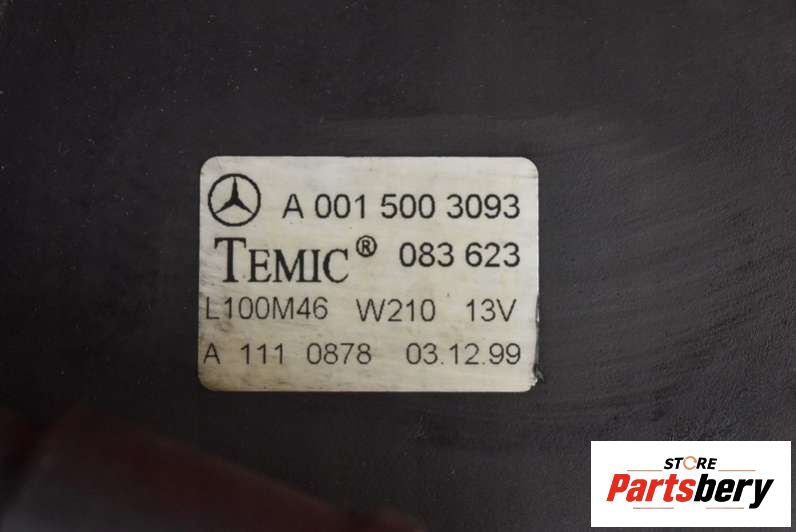 A 001 500 3093
TEMIC® 083 623
L100M46 W210 13V
A 111 0878 03.12.99
STORE
Partsbery